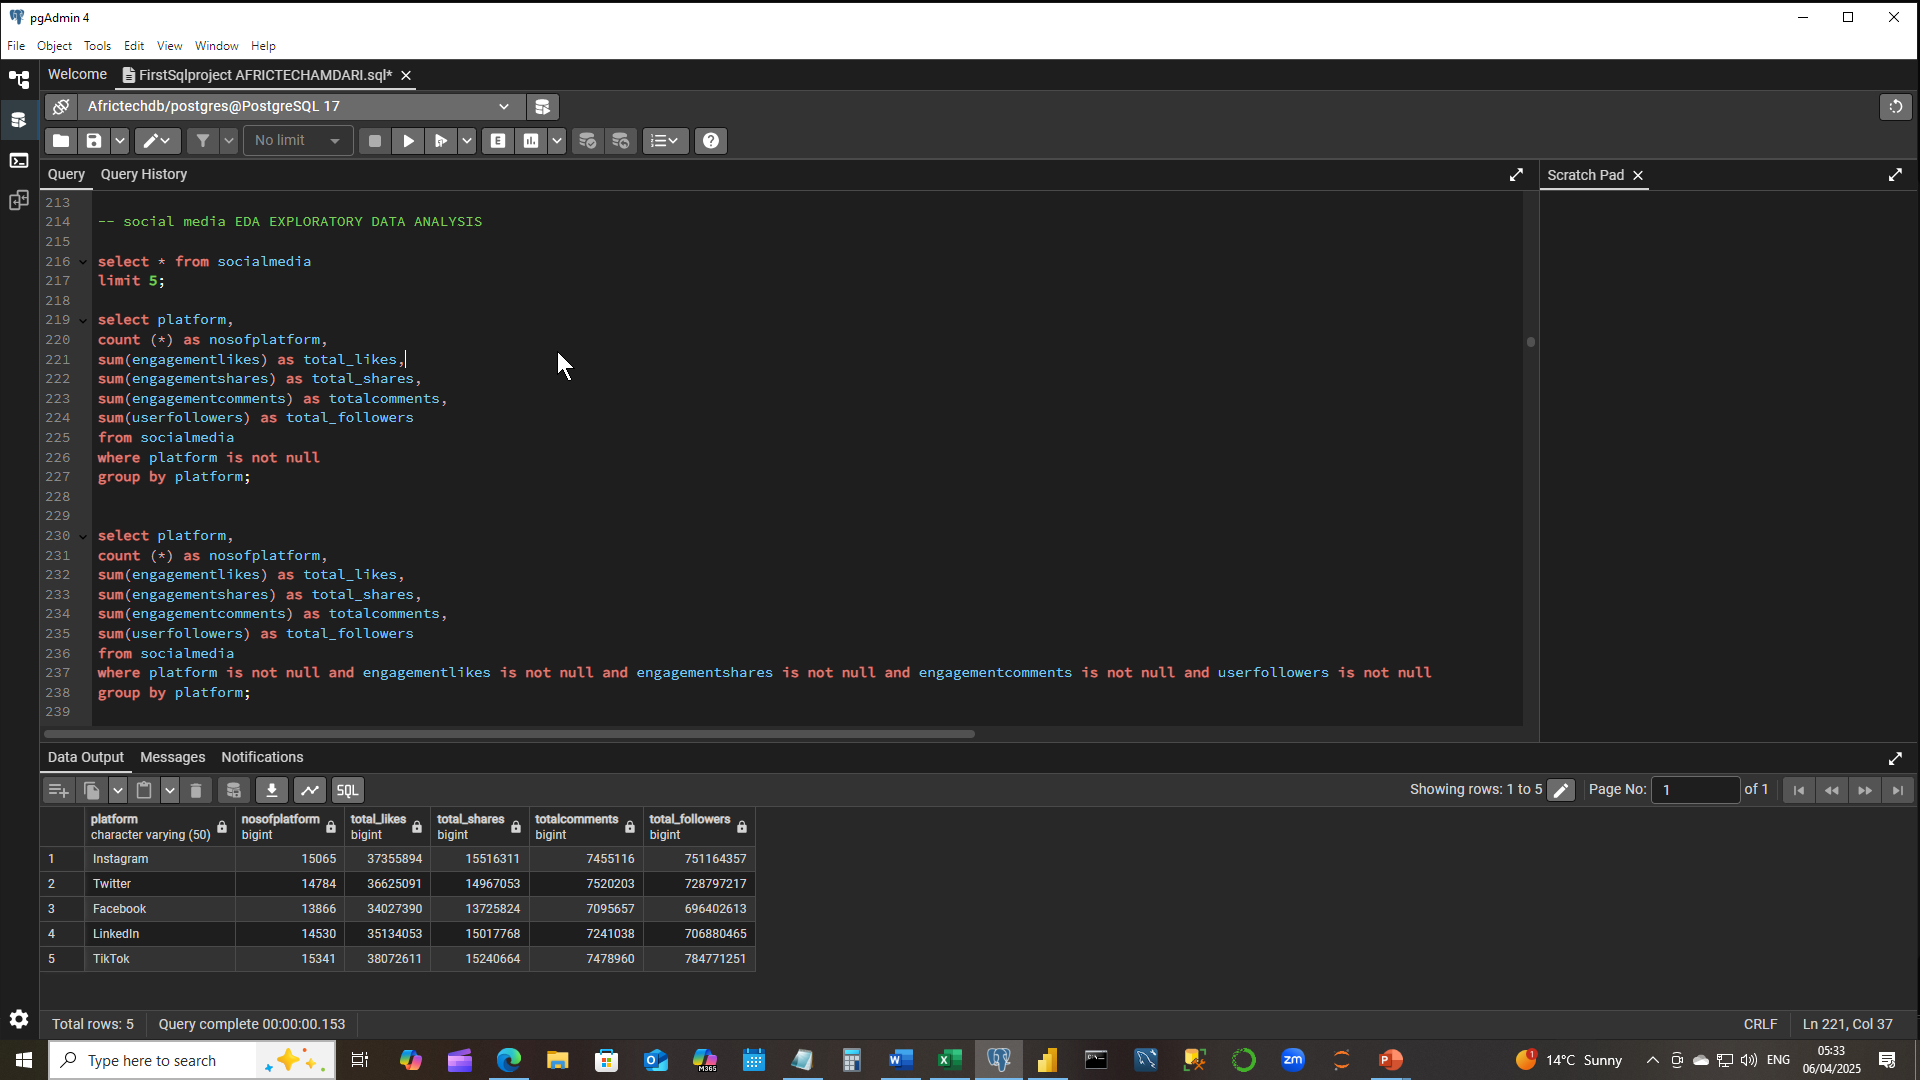 pgAdmin 4
File Object Tools Edit View Window Help
Welcome FirstSqlproject AFRICTECHAMDARI.sql*
Africtechdb/postgres@PostgreSQL 17
No limit
Query Query History
Scratch Pad
213
214 -- social media EDA EXPLORATORY DATA ANALYSIS
215
216 select * from socialmedia
217 limit 5;
218
219 select platform,
220 count (*) as nosofplatform,
221 sum(engagementlikes) as total_likes,
222 sum(engagementshares) as total_shares,
223 sum(engagementcomments) as totalcomments,
224 sum(userfollowers) as total_followers
225 from socialmedia
226 where platform is not null
227 group by platform;
228
229
230 select platform,
231 count (*) as nosofplatform,
232 sum(engagementlikes) as total_likes,
233 sum(engagementshares) as total_shares,
234 sum(engagementcomments) as totalcomments,
235 sum(userfollowers) as total_followers
236 from socialmedia
237 where platform is not null and engagementlikes is not null and engagementshares is not null and engagementcomments is not null and userfollowers is not null
238 group by platform;
239
Data Output Messages Notifications
SQL Showing rows: 1 to 5 Page No: 1 of 1
platform nosofplatform total_likes total_shares totalcomments total_followers
character varying (50) bigint bigint bigint bigint bigint
1 Instagram 15065 37355894 15516311 7455116 751164357
2 Twitter 14784 36625091 14967053 7520203 728797217
3 Facebook 13866 34027390 13725824 7095657 696402613
4 LinkedIn 14530 35134053 15017768 7241038 706880465
5 TikTok 15341 38072611 15240664 7478960 784771251
Total rows: 5 Query complete 00:00:00.153 CRLF Ln 221, Col 37
Type here to search M365 zm 1 14°C Sunny ENG
05:33
06/04/2025